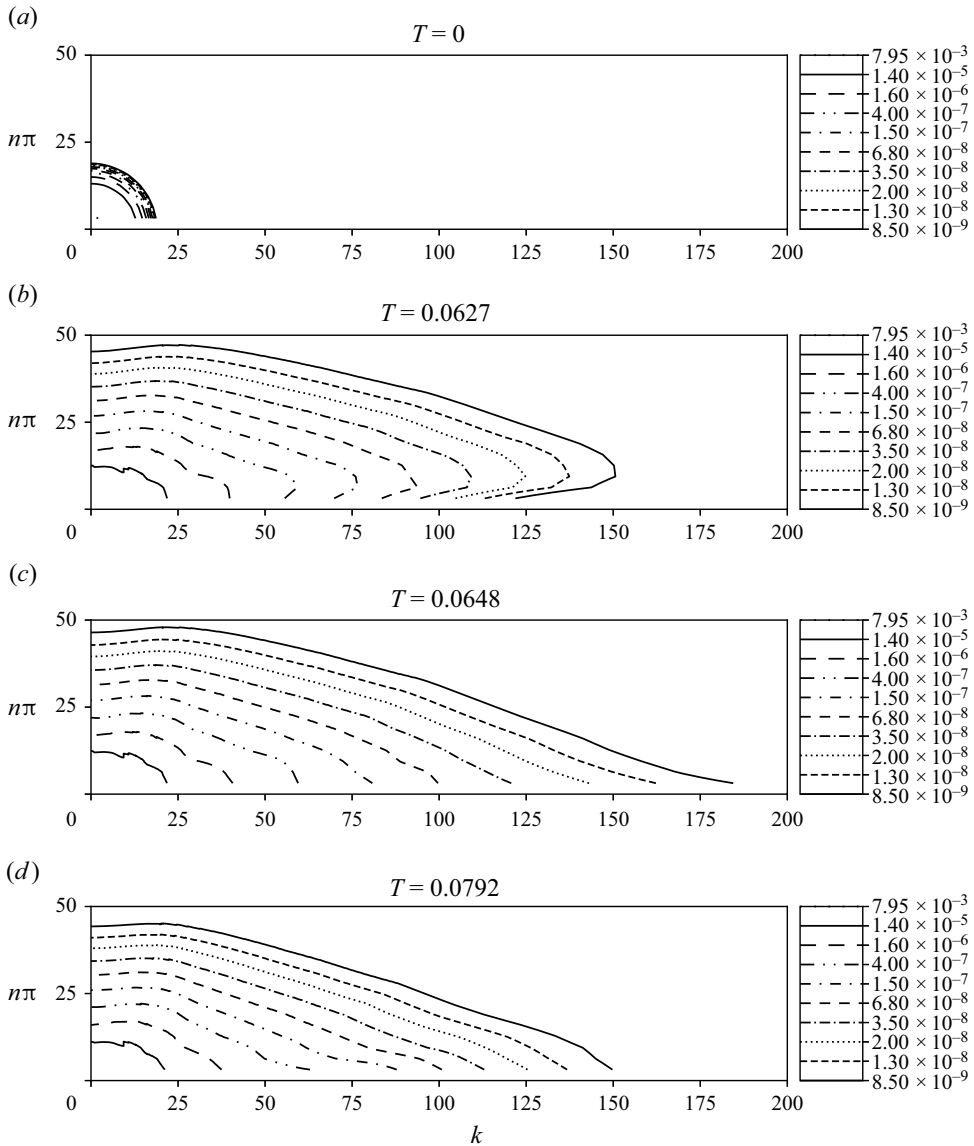 (a)
T = 0
50
25
0
nπ
25 50 75 100 125 150 175 200
7.95 × 10⁻³
1.40 × 10⁻⁵
1.60 × 10⁻⁶
4.00 × 10⁻⁷
1.50 × 10⁻⁷
6.80 × 10⁻⁸
3.50 × 10⁻⁸
2.00 × 10⁻⁸
1.30 × 10⁻⁸
8.50 × 10⁻⁹
(b)
T = 0.0627
50
25
0
nπ
25 50 75 100 125 150 175 200
7.95 × 10⁻³
1.40 × 10⁻⁵
1.60 × 10⁻⁶
4.00 × 10⁻⁷
1.50 × 10⁻⁷
6.80 × 10⁻⁸
3.50 × 10⁻⁸
2.00 × 10⁻⁸
1.30 × 10⁻⁸
8.50 × 10⁻⁹
(c)
T = 0.0648
50
25
0
nπ
25 50 75 100 125 150 175 200
7.95 × 10⁻³
1.40 × 10⁻⁵
1.60 × 10⁻⁶
4.00 × 10⁻⁷
1.50 × 10⁻⁷
6.80 × 10⁻⁸
3.50 × 10⁻⁸
2.00 × 10⁻⁸
1.30 × 10⁻⁸
8.50 × 10⁻⁹
(d)
T = 0.0792
50
25
0
nπ
25 50 75 100 125 150 175 200
7.95 × 10⁻³
1.40 × 10⁻⁵
1.60 × 10⁻⁶
4.00 × 10⁻⁷
1.50 × 10⁻⁷
6.80 × 10⁻⁸
3.50 × 10⁻⁸
2.00 × 10⁻⁸
1.30 × 10⁻⁸
8.50 × 10⁻⁹
k